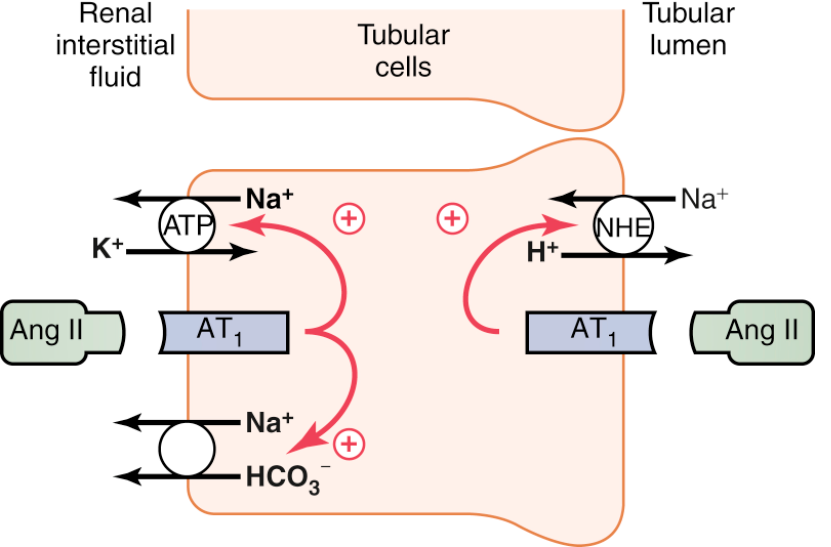 Renal
interstitial
fluid
Tubular
cells
Tubular
lumen
Na⁺
ATP
K⁺
+
+
Na⁺
NHE
H⁺
Ang II
AT₁
AT₁
Ang II
Na⁺
+
HCO₃⁻